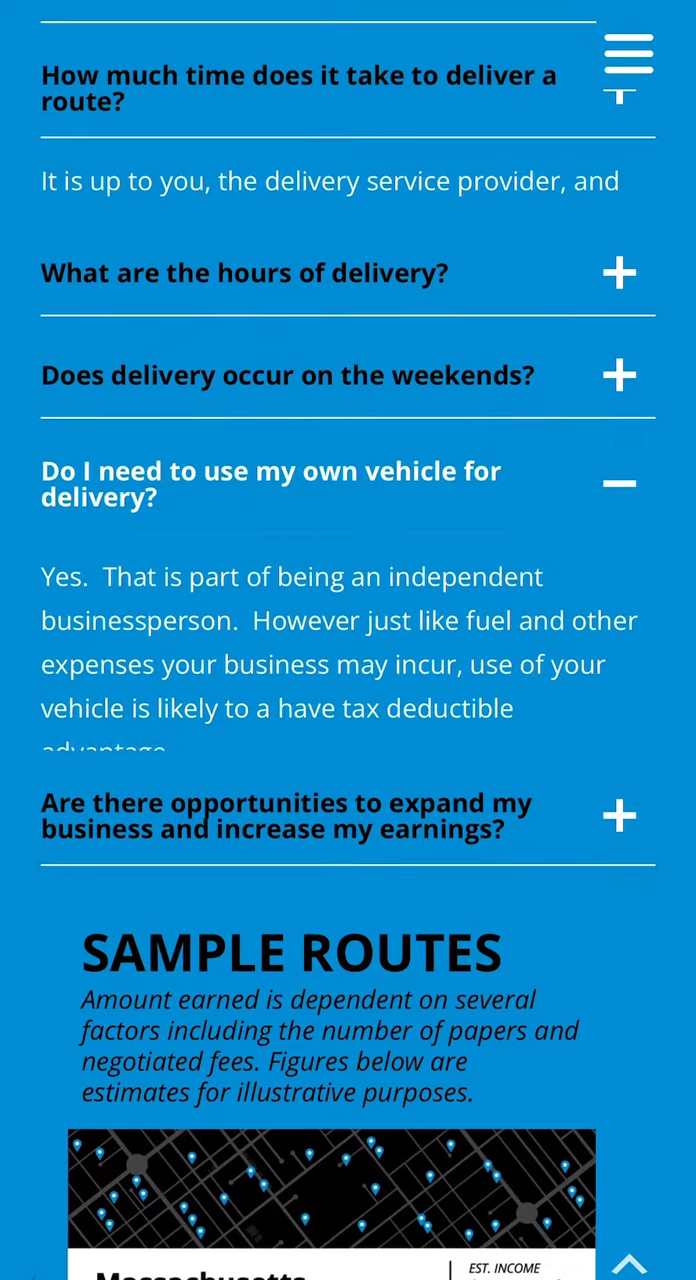 How much time does it take to deliver a
route?
It is up to you, the delivery service provider, and
What are the hours of delivery?
Does delivery occur on the weekends?
Do I need to use my own vehicle for
delivery?
Yes.  That is part of being an independent
businessperson.  However just like fuel and other
expenses your business may incur, use of your
vehicle is likely to a have tax deductible
advantage.
Are there opportunities to expand my
business and increase my earnings?
SAMPLE ROUTES
Amount earned is dependent on several
factors including the number of papers and
negotiated fees. Figures below are
estimates for illustrative purposes.
Massachusetts
EST. INCOME